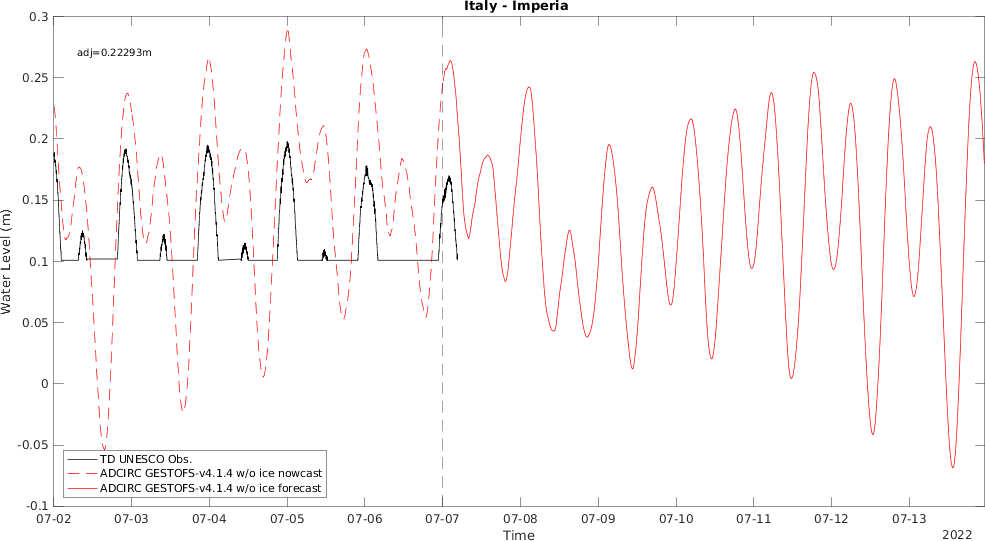 Italy - Imperia
adj=0.22293m
0.3
0.25
0.2
0.15
0.1
0.05
0
-0.05
-0.1
Water Level (m)
TD UNESCO Obs.
ADCIRC GESTOFS-v4.1.4 w/o ice nowcast
ADCIRC GESTOFS-v4.1.4 w/o ice forecast
07-02 07-03 07-04 07-05 07-06 07-07 07-08 07-09 07-10 07-11 07-12 07-13
Time
2022